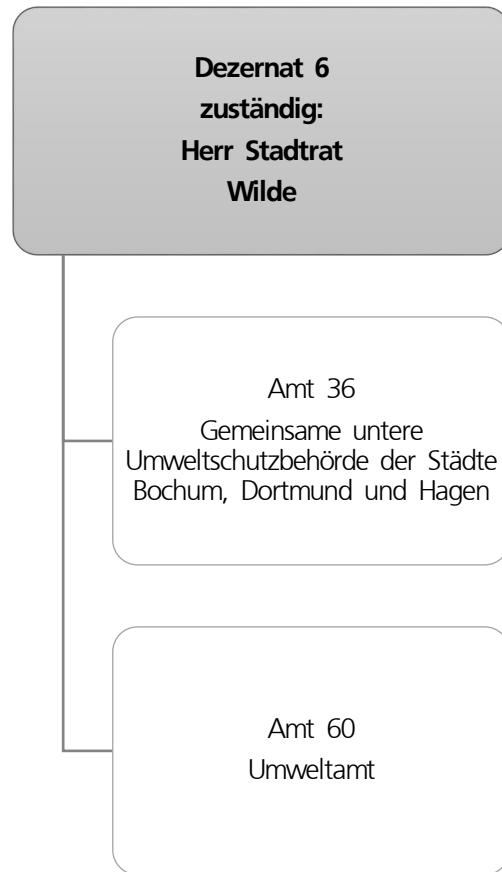 Dezernat 6
zuständig:
Herr Stadtrat
Wilde
Amt 36
Gemeinsame untere
Umweltschutzbehörde der Städte
Bochum, Dortmund und Hagen
Amt 60
Umweltamt